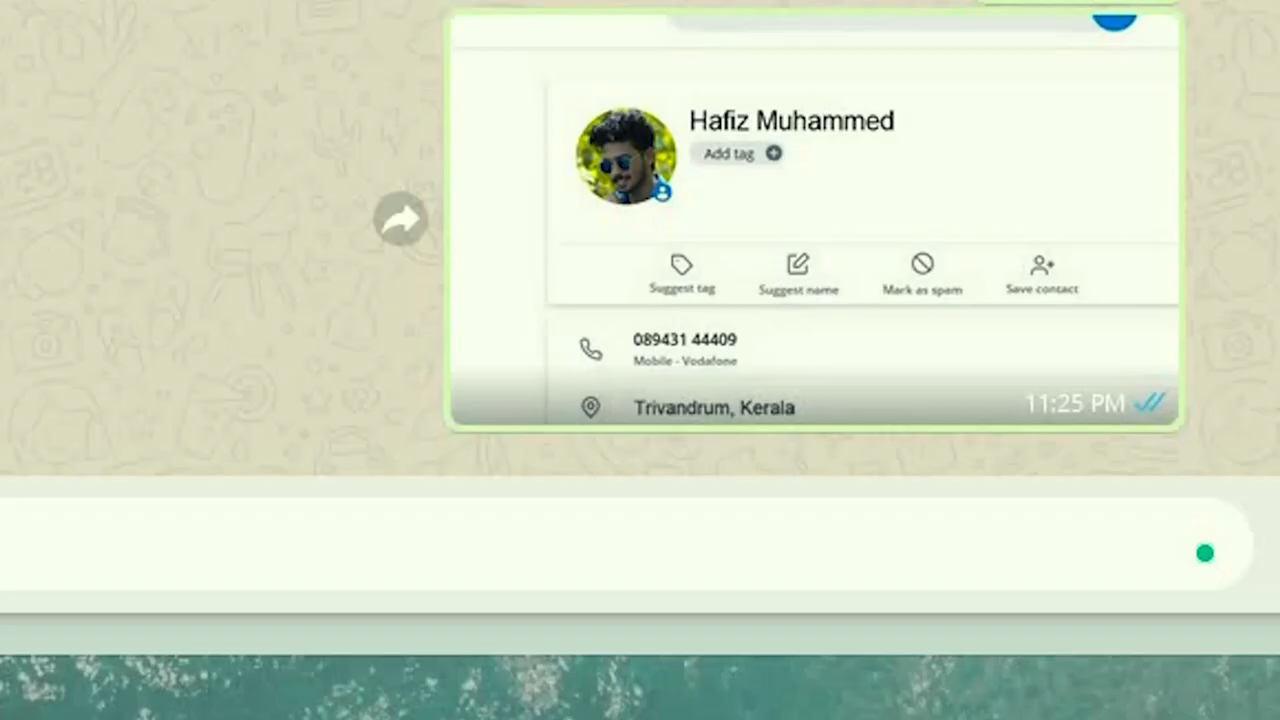 Hafiz Muhammed
Add tag
Suggest tag
Suggest name
Mark as spam
Save contact
089431 44409
Mobile - Vodafone
Trivandrum, Kerala
11:25 PM